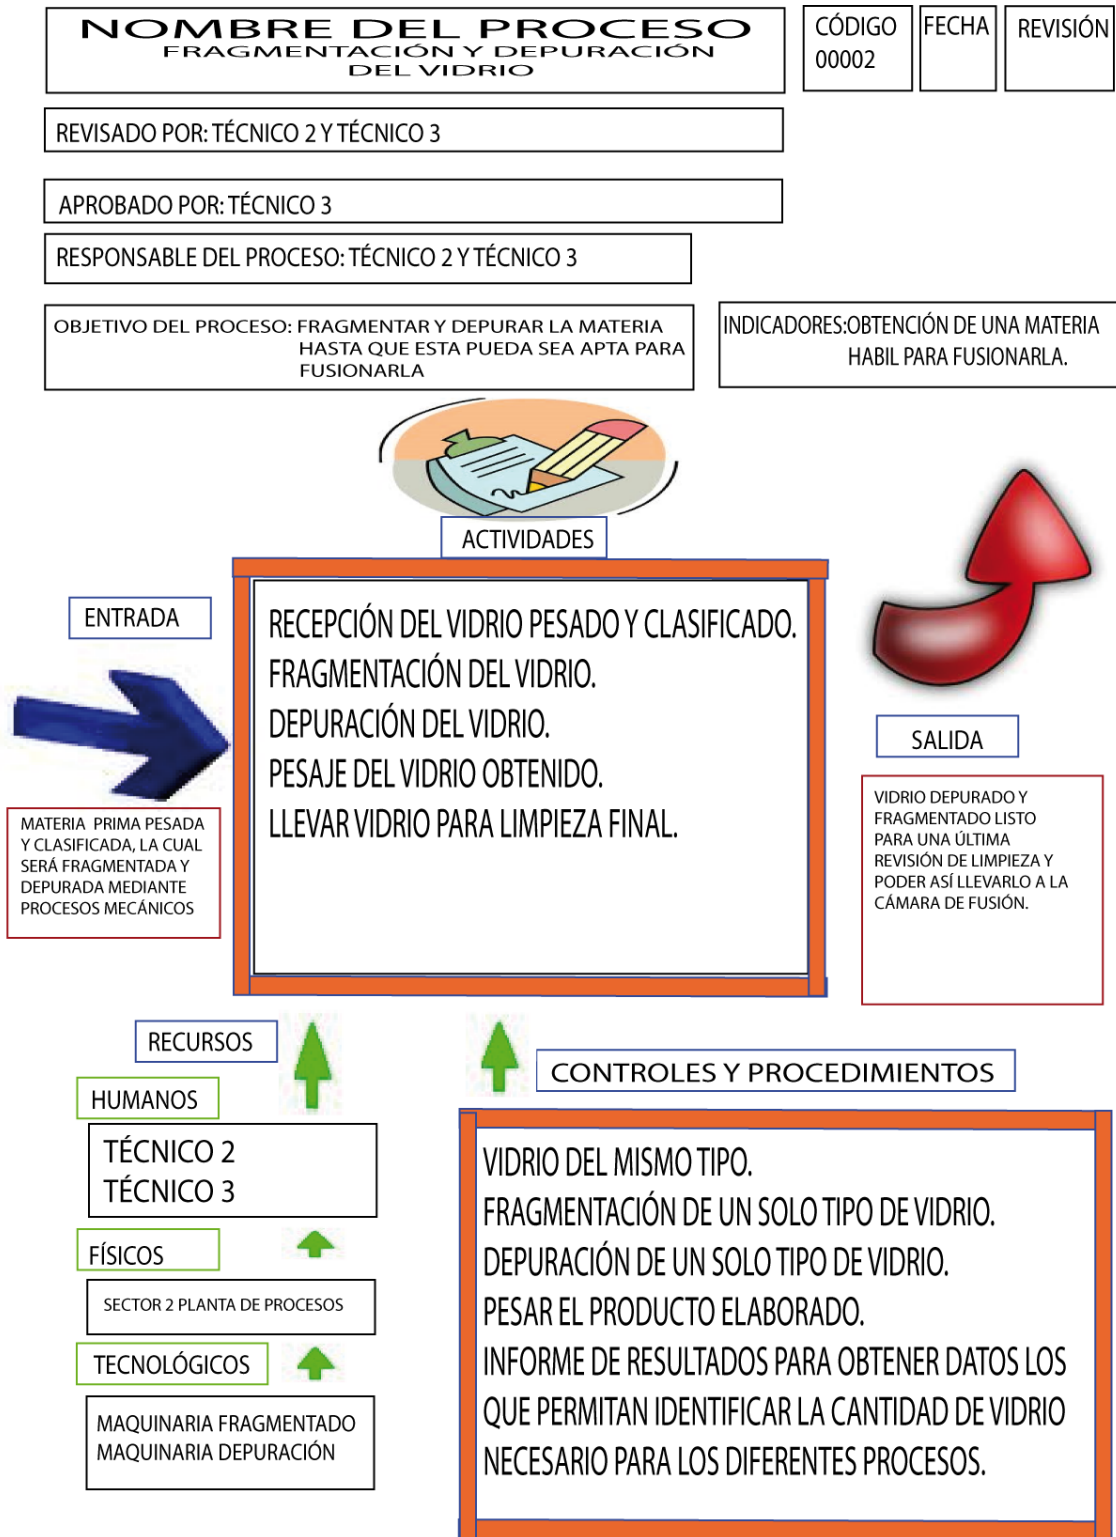 NOMBRE DEL PROCESO
FRAGMENTACIÓN Y DEPURACIÓN
DEL VIDRIO
CÓDIGO
00002
FECHA
REVISIÓN
REVISADO POR: TÉCNICO 2 Y TÉCNICO 3
APROBADO POR: TÉCNICO 3
RESPONSABLE DEL PROCESO: TÉCNICO 2 Y TÉCNICO 3
OBJETIVO DEL PROCESO: FRAGMENTAR Y DEPURAR LA MATERIA
HASTA QUE ESTA PUEDA SEA APTA PARA
FUSIONARLA
INDICADORES:OBTENCIÓN DE UNA MATERIA
HABIL PARA FUSIONARLA.
ACTIVIDADES
ENTRADA
RECEPCIÓN DEL VIDRIO PESADO Y CLASIFICADO.
FRAGMENTACIÓN DEL VIDRIO.
DEPURACIÓN DEL VIDRIO.
PESAJE DEL VIDRIO OBTENIDO.
LLEVAR VIDRIO PARA LIMPIEZA FINAL.
MATERIA PRIMA PESADA
Y CLASIFICADA, LA CUAL
SERÁ FRAGMENTADA Y
DEPURADA MEDIANTE
PROCESOS MECÁNICOS
SALIDA
VIDRIO DEPURADO Y
FRAGMENTADO LISTO
PARA UNA ÚLTIMA
REVISIÓN DE LIMPIEZA Y
PODER ASÍ LLEVARLO A LA
CÁMARA DE FUSIÓN.
RECURSOS
HUMANOS
TÉCNICO 2
TÉCNICO 3
FÍSICOS
SECTOR 2 PLANTA DE PROCESOS
TECNOLÓGICOS
MAQUINARIA FRAGMENTADO
MAQUINARIA DEPURACIÓN
CONTROLES Y PROCEDIMIENTOS
VIDRIO DEL MISMO TIPO.
FRAGMENTACIÓN DE UN SOLO TIPO DE VIDRIO.
DEPURACIÓN DE UN SOLO TIPO DE VIDRIO.
PESAR EL PRODUCTO ELABORADO.
INFORME DE RESULTADOS PARA OBTENER DATOS LOS
QUE PERMITAN IDENTIFICAR LA CANTIDAD DE VIDRIO
NECESARIO PARA LOS DIFERENTES PROCESOS.